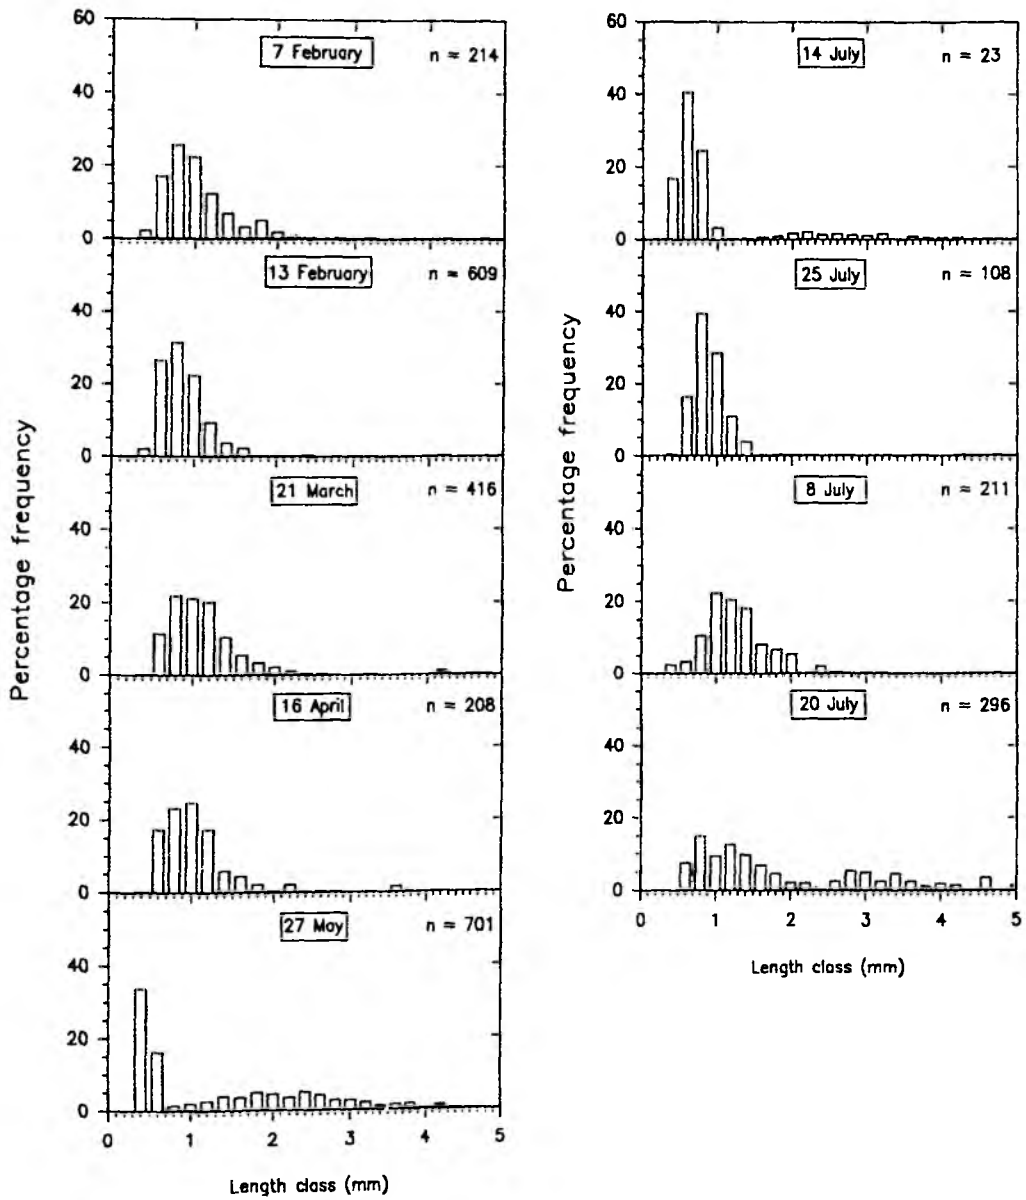 60
40
20
0
7 February
n = 214
40
20
0
13 February
n = 609
40
20
0
21 March
n = 416
40
20
0
16 April
n = 208
40
20
0
27 May
n = 701
0 1 2 3 4 5
Length class (mm)
Percentage frequency
60
40
20
0
14 July
n = 23
40
20
0
25 July
n = 108
40
20
0
8 July
n = 211
40
20
0
20 July
n = 296
0 1 2 3 4 5
Length class (mm)
Percentage frequency